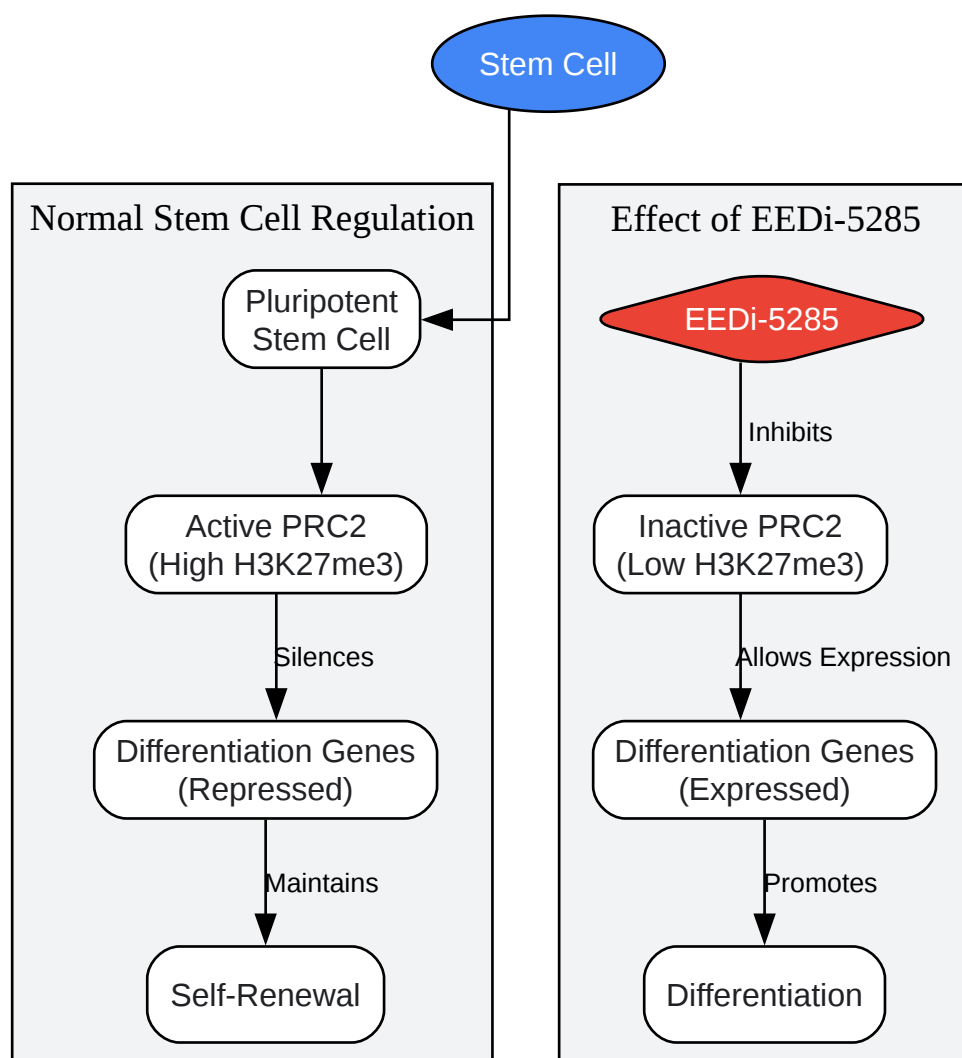 Stem Cell
Normal Stem Cell Regulation
Pluripotent
Stem Cell
Active PRC2
(High H3K27me3)
Silences
Differentiation Genes
(Repressed)
Maintains
Self-Renewal
Effect of EEDi-5285
EEDi-5285
Inhibits
Inactive PRC2
(Low H3K27me3)
Allows Expression
Differentiation Genes
(Expressed)
Promotes
Differentiation